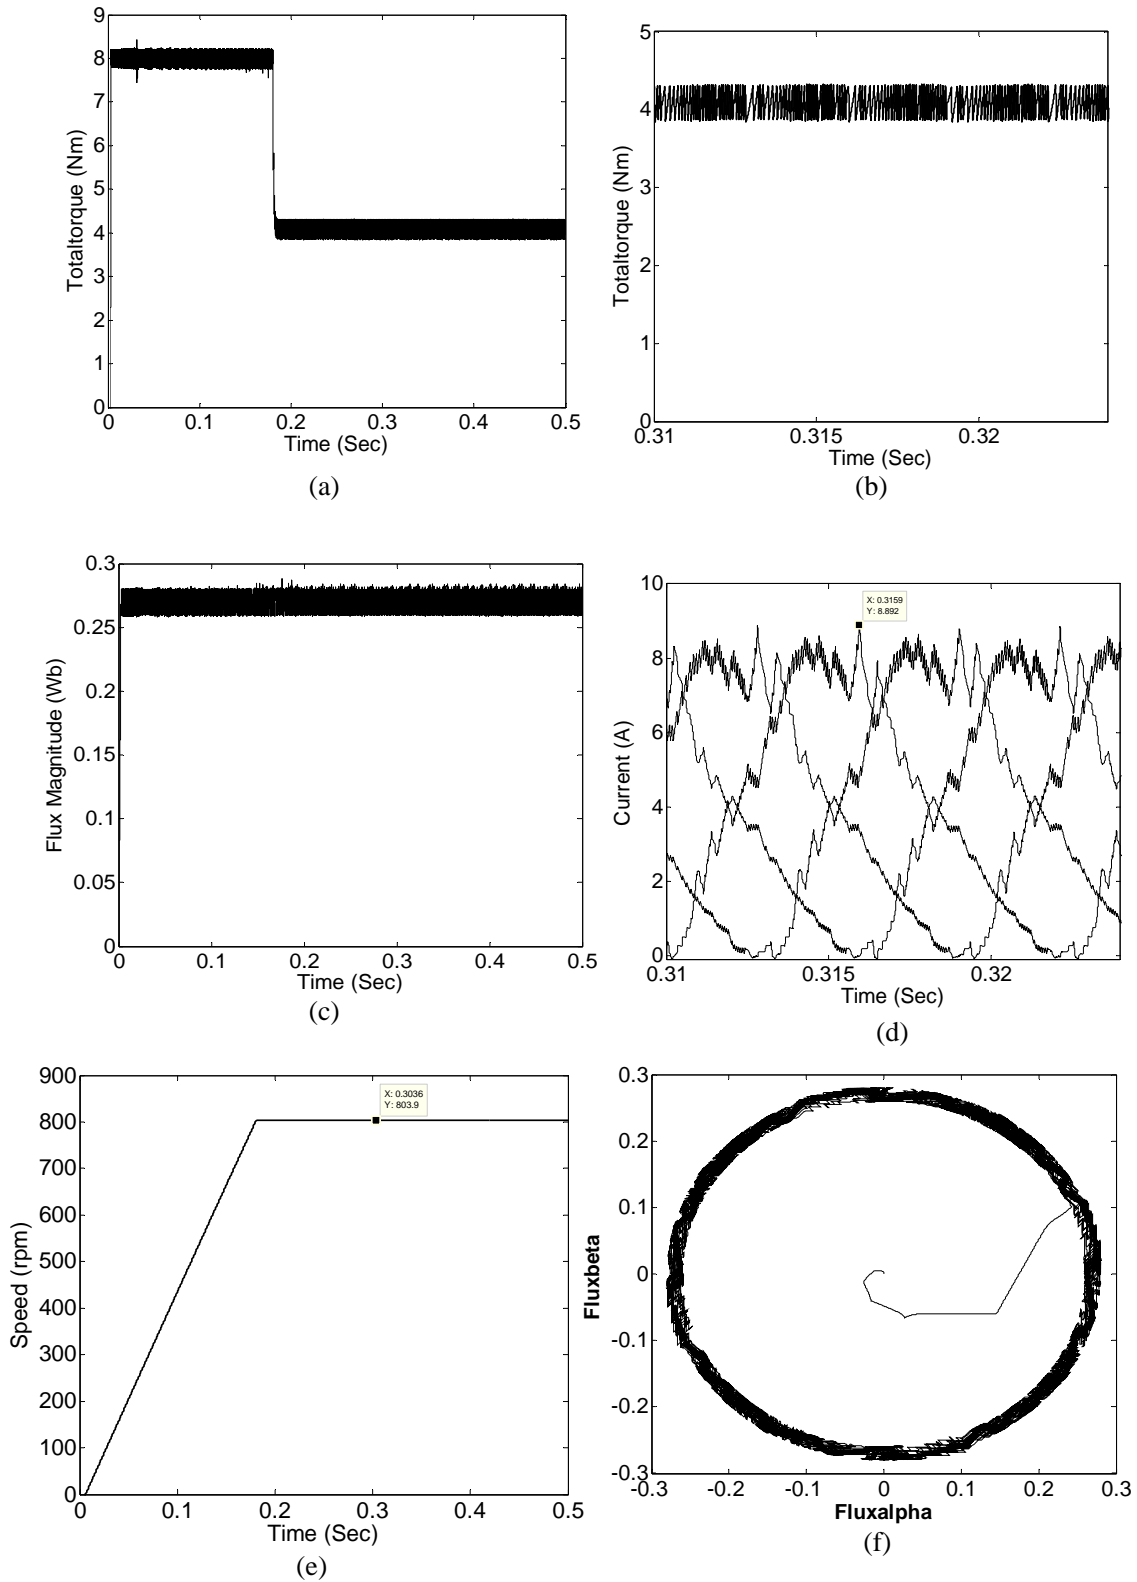 9
8
7
6
5
4
3
2
1
0
Totaltorque (Nm)
0 0.1 0.2 0.3 0.4 0.5
Time (Sec)
(a)
5
4
3
2
1
0
Totaltorque (Nm)
0.31 0.315 0.32
Time (Sec)
(b)
0.3
0.25
0.2
0.15
0.1
0.05
0
Flux Magnitude (Wb)
0 0.1 0.2 0.3 0.4 0.5
Time (Sec)
(c)
10
8
6
4
2
0
Current (A)
X: 0.3159
Y: 8.892
0.31 0.315 0.32
Time (Sec)
(d)
900
800
700
600
500
400
300
200
100
0
Speed (rpm)
X: 0.3036
Y: 803.9
0 0.1 0.2 0.3 0.4 0.5
Time (Sec)
(e)
0.3
0.2
0.1
0
-0.1
-0.2
-0.3
Fluxbeta
-0.3 -0.2 -0.1 0 0.1 0.2 0.3
Fluxalpha
(f)